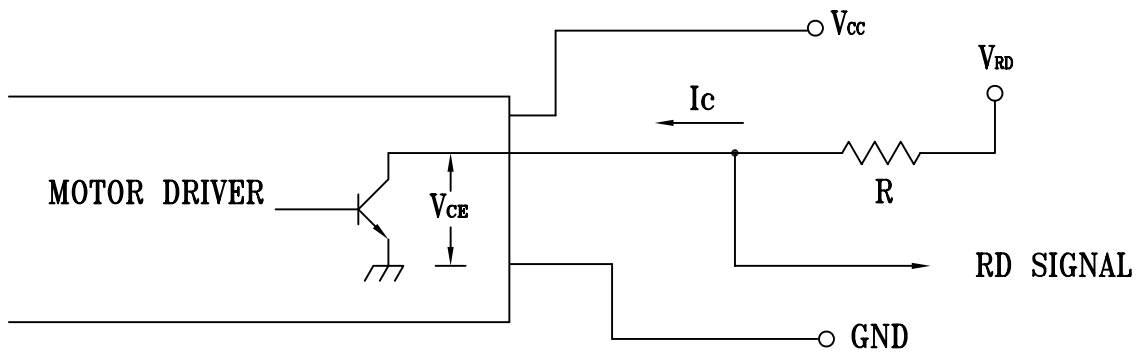 VCC
VRD
Ic
MOTOR DRIVER
VCE
R
RD SIGNAL
GND